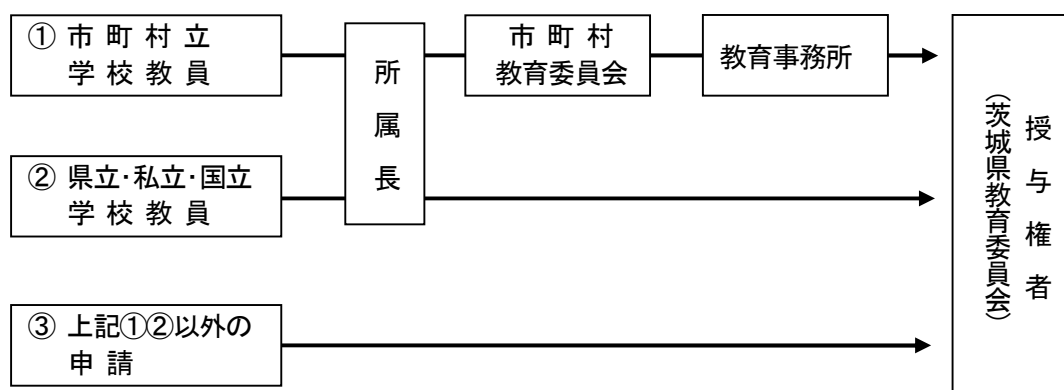 ① 市 町 村 立
学 校 教 員
所属長
市 町 村
教育委員会
教育事務所
② 県立・私立・国立
学 校 教 員
③ 上記①②以外の
申 請
授与権者
（茨城県教育委員会）